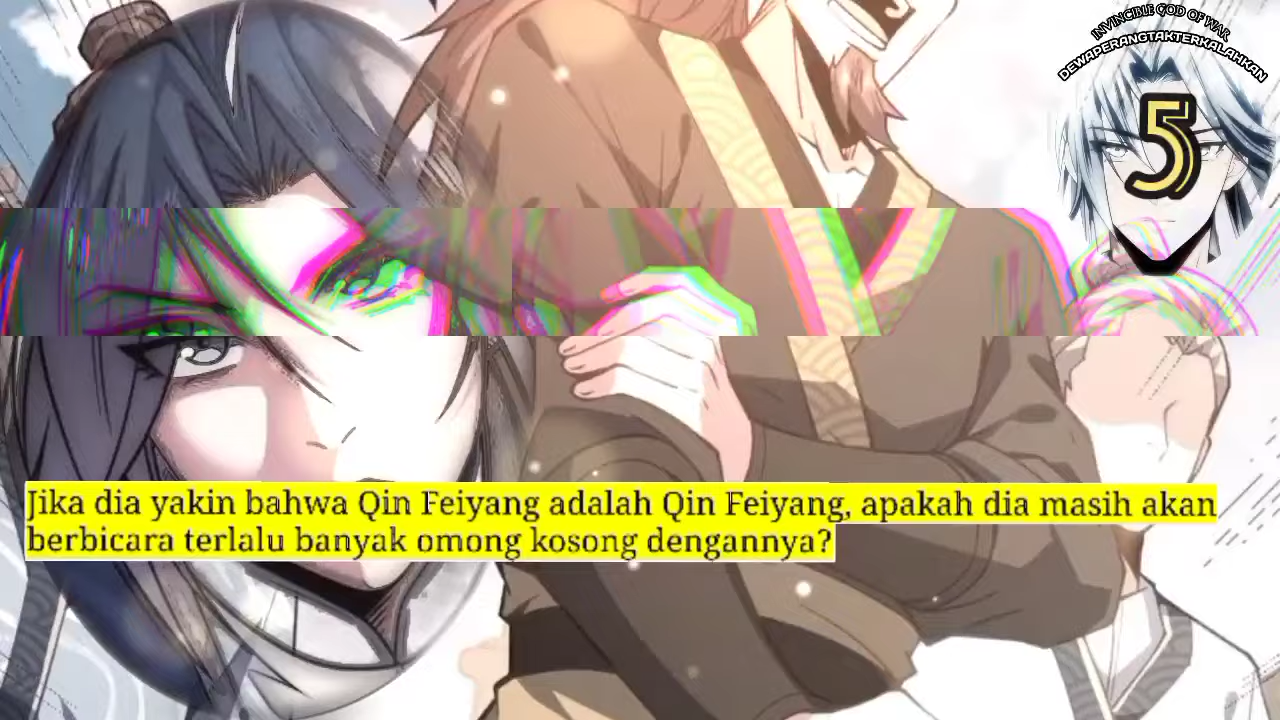 INVINCIBLE GOD OF WAR
DEWAPERANGTAKTERKALAHKAN
5
Jika dia yakin bahwa Qin Feiyang adalah Qin Feiyang, apakah dia masih akan
berbicara terlalu banyak omong kosong dengannya?